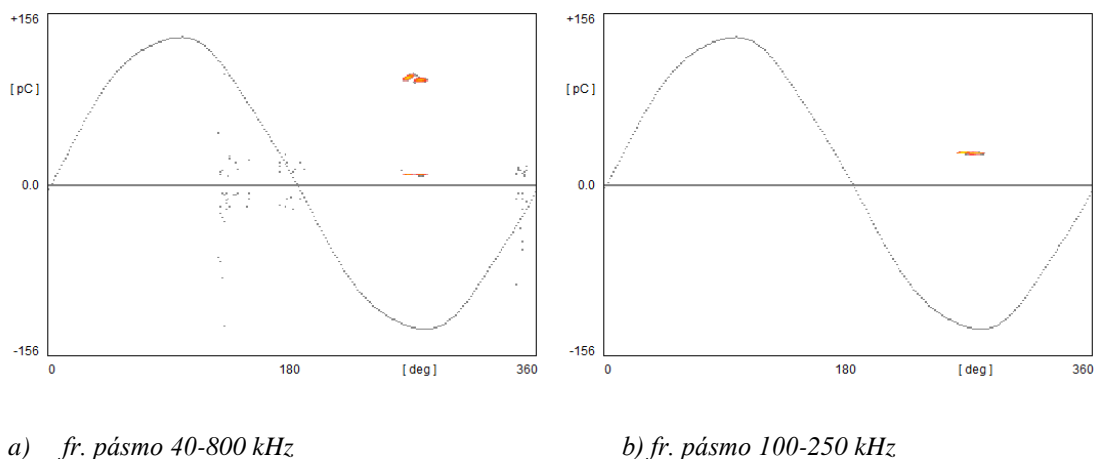 +156
[ pC ]
0.0
-156
0
180
[ deg ]
360
+156
[ pC ]
0.0
-156
0
180
[ deg ]
360
a) fr. pásmo 40-800 kHz
b) fr. pásmo 100-250 kHz